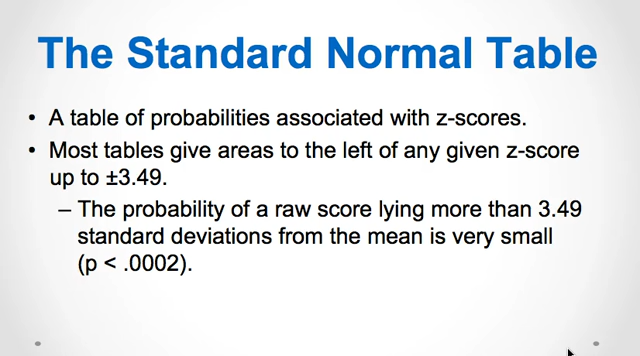 The Standard Normal Table
• A table of probabilities associated with z-scores.
• Most tables give areas to the left of any given z-score
up to ±3.49.
– The probability of a raw score lying more than 3.49
standard deviations from the mean is very small
(p < .0002).